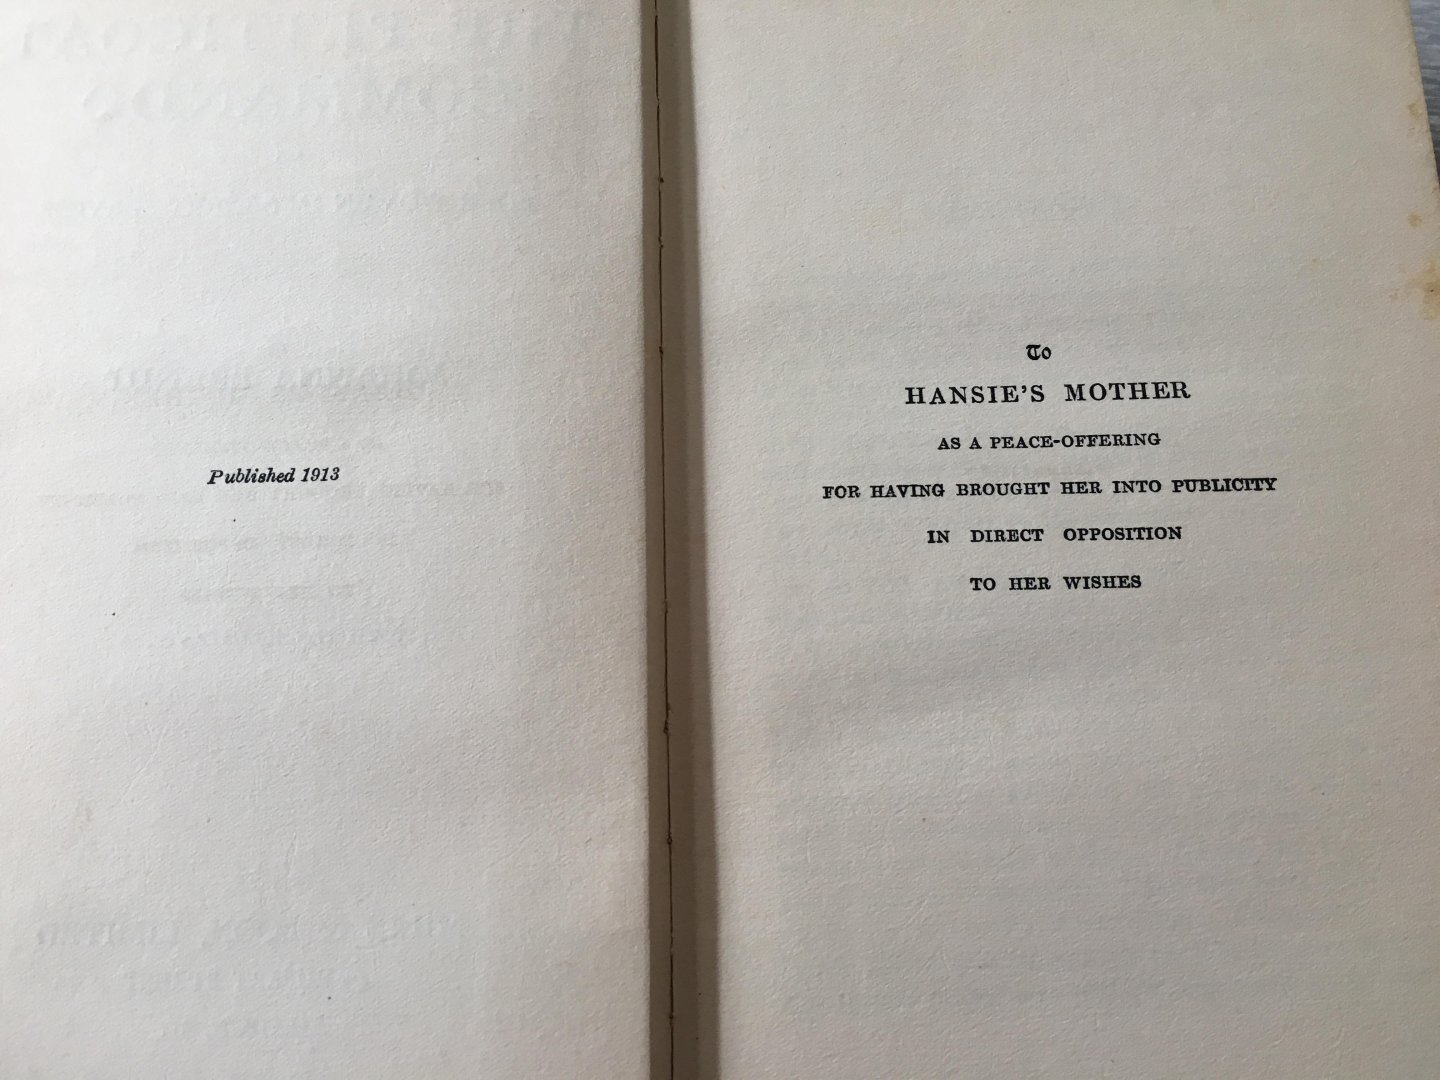 Published 1913
To
HANSIE'S MOTHER
AS A PEACE-OFFERING
FOR HAVING BROUGHT HER INTO PUBLICITY
IN DIRECT OPPOSITION
TO HER WISHES